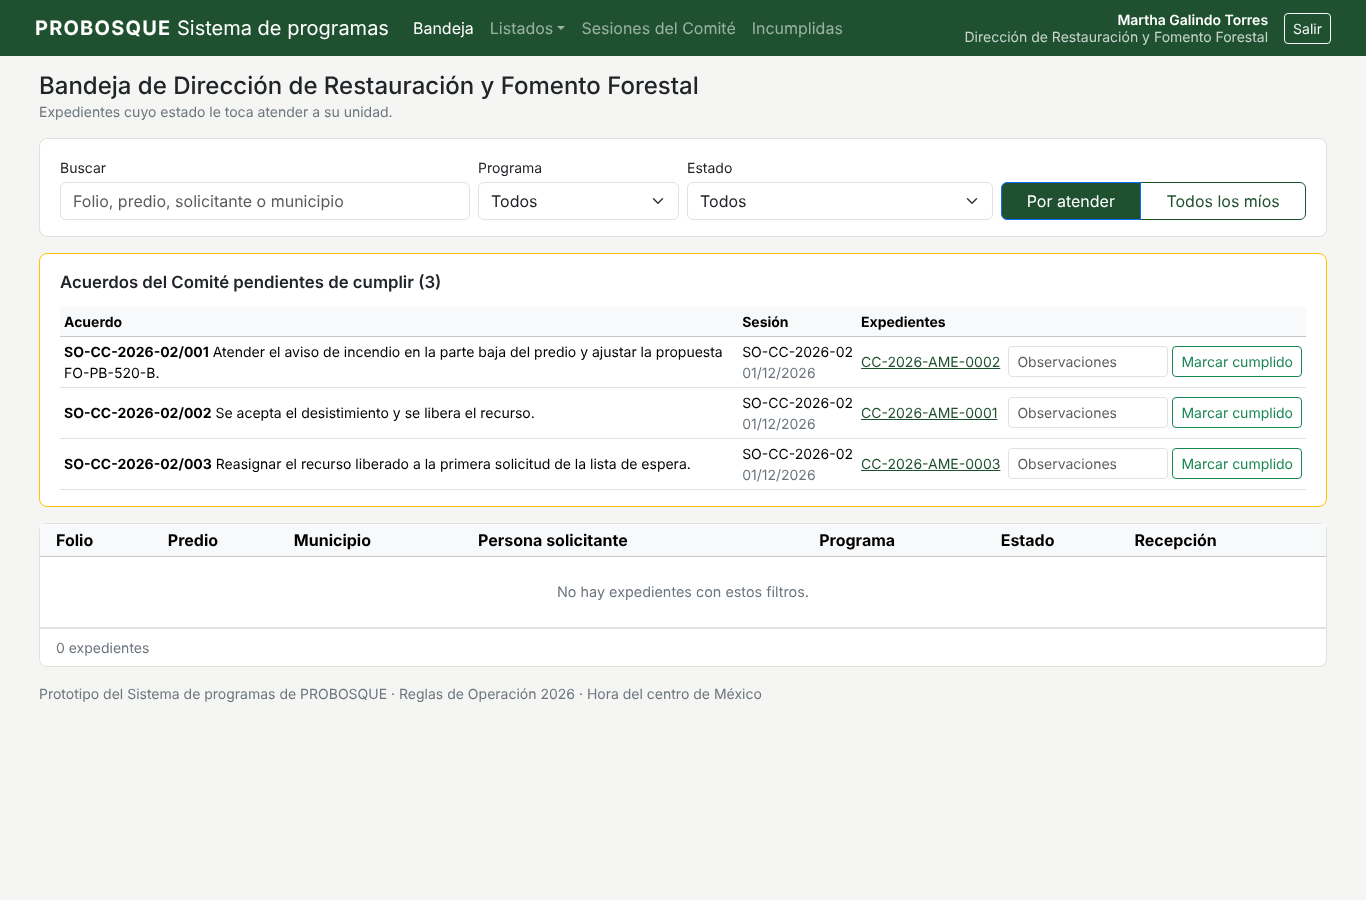 PROBOSQUE Sistema de programas Bandeja Listados Sesiones del Comité Incumplidas
Martha Galindo Torres
Dirección de Restauración y Fomento Forestal
Salir
Bandeja de Dirección de Restauración y Fomento Forestal
Expedientes cuyo estado le toca atender a su unidad.
Buscar Programa Estado
Folio, predio, solicitante o municipio Todos Todos Por atender Todos los míos
Acuerdos del Comité pendientes de cumplir (3)
Acuerdo Sesión Expedientes
SO-CC-2026-02/001 Atender el aviso de incendio en la parte baja del predio y ajustar la propuesta
FO-PB-520-B.
SO-CC-2026-02
01/12/2026
CC-2026-AME-0002 Observaciones Marcar cumplido
SO-CC-2026-02/002 Se acepta el desistimiento y se libera el recurso.
SO-CC-2026-02
01/12/2026
CC-2026-AME-0001 Observaciones Marcar cumplido
SO-CC-2026-02/003 Reasignar el recurso liberado a la primera solicitud de la lista de espera.
SO-CC-2026-02
01/12/2026
CC-2026-AME-0003 Observaciones Marcar cumplido
Folio Predio Municipio Persona solicitante Programa Estado Recepción
No hay expedientes con estos filtros.
0 expedientes
Prototipo del Sistema de programas de PROBOSQUE · Reglas de Operación 2026 · Hora del centro de México